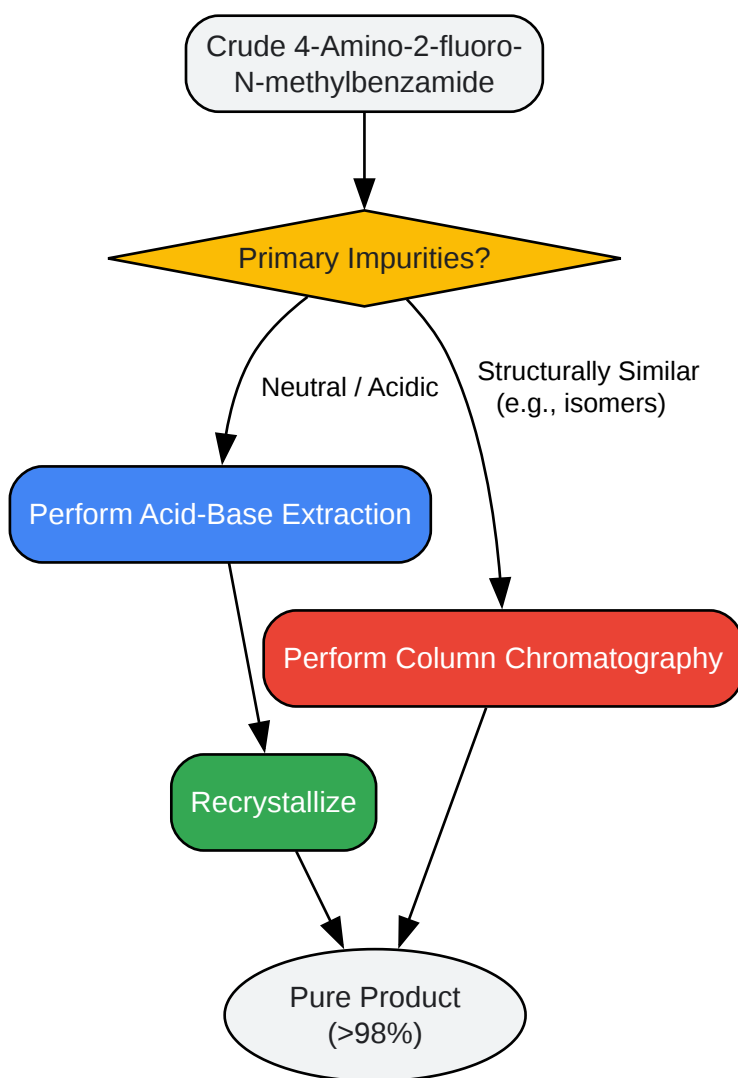 Crude 4-Amino-2-fluoro-
N-methylbenzamide
Primary Impurities?
Neutral / Acidic
Structurally Similar
(e.g., isomers)
Perform Acid-Base Extraction
Perform Column Chromatography
Recrystallize
Pure Product
(>98%)